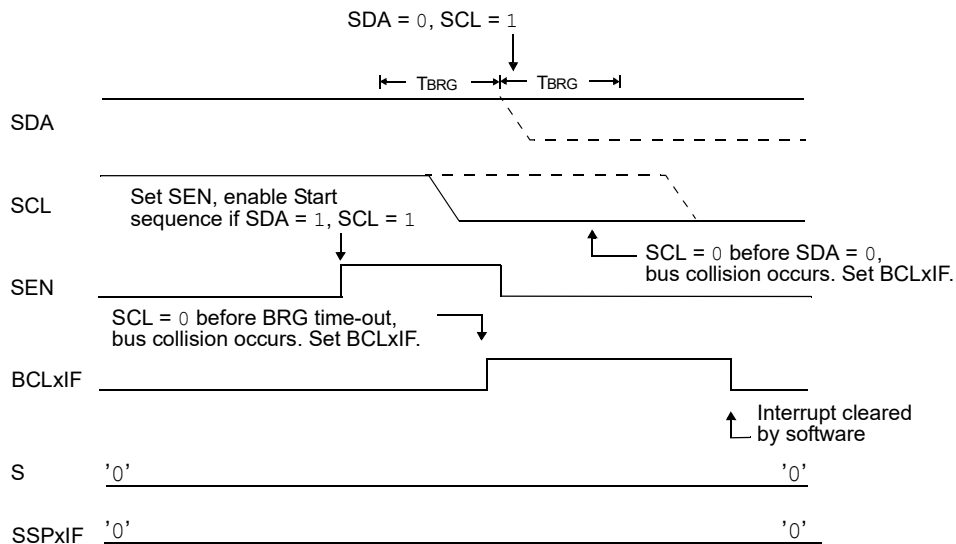 SDA = 0, SCL = 1
TBRG TBRG
SDA
SCL
Set SEN, enable Start
sequence if SDA = 1, SCL = 1
SCL = 0 before SDA = 0,
bus collision occurs. Set BCLxIF.
SEN
SCL = 0 before BRG time-out,
bus collision occurs. Set BCLxIF.
BCLxIF
Interrupt cleared
by software
S
'0' '0'
SSPxIF
'0' '0'